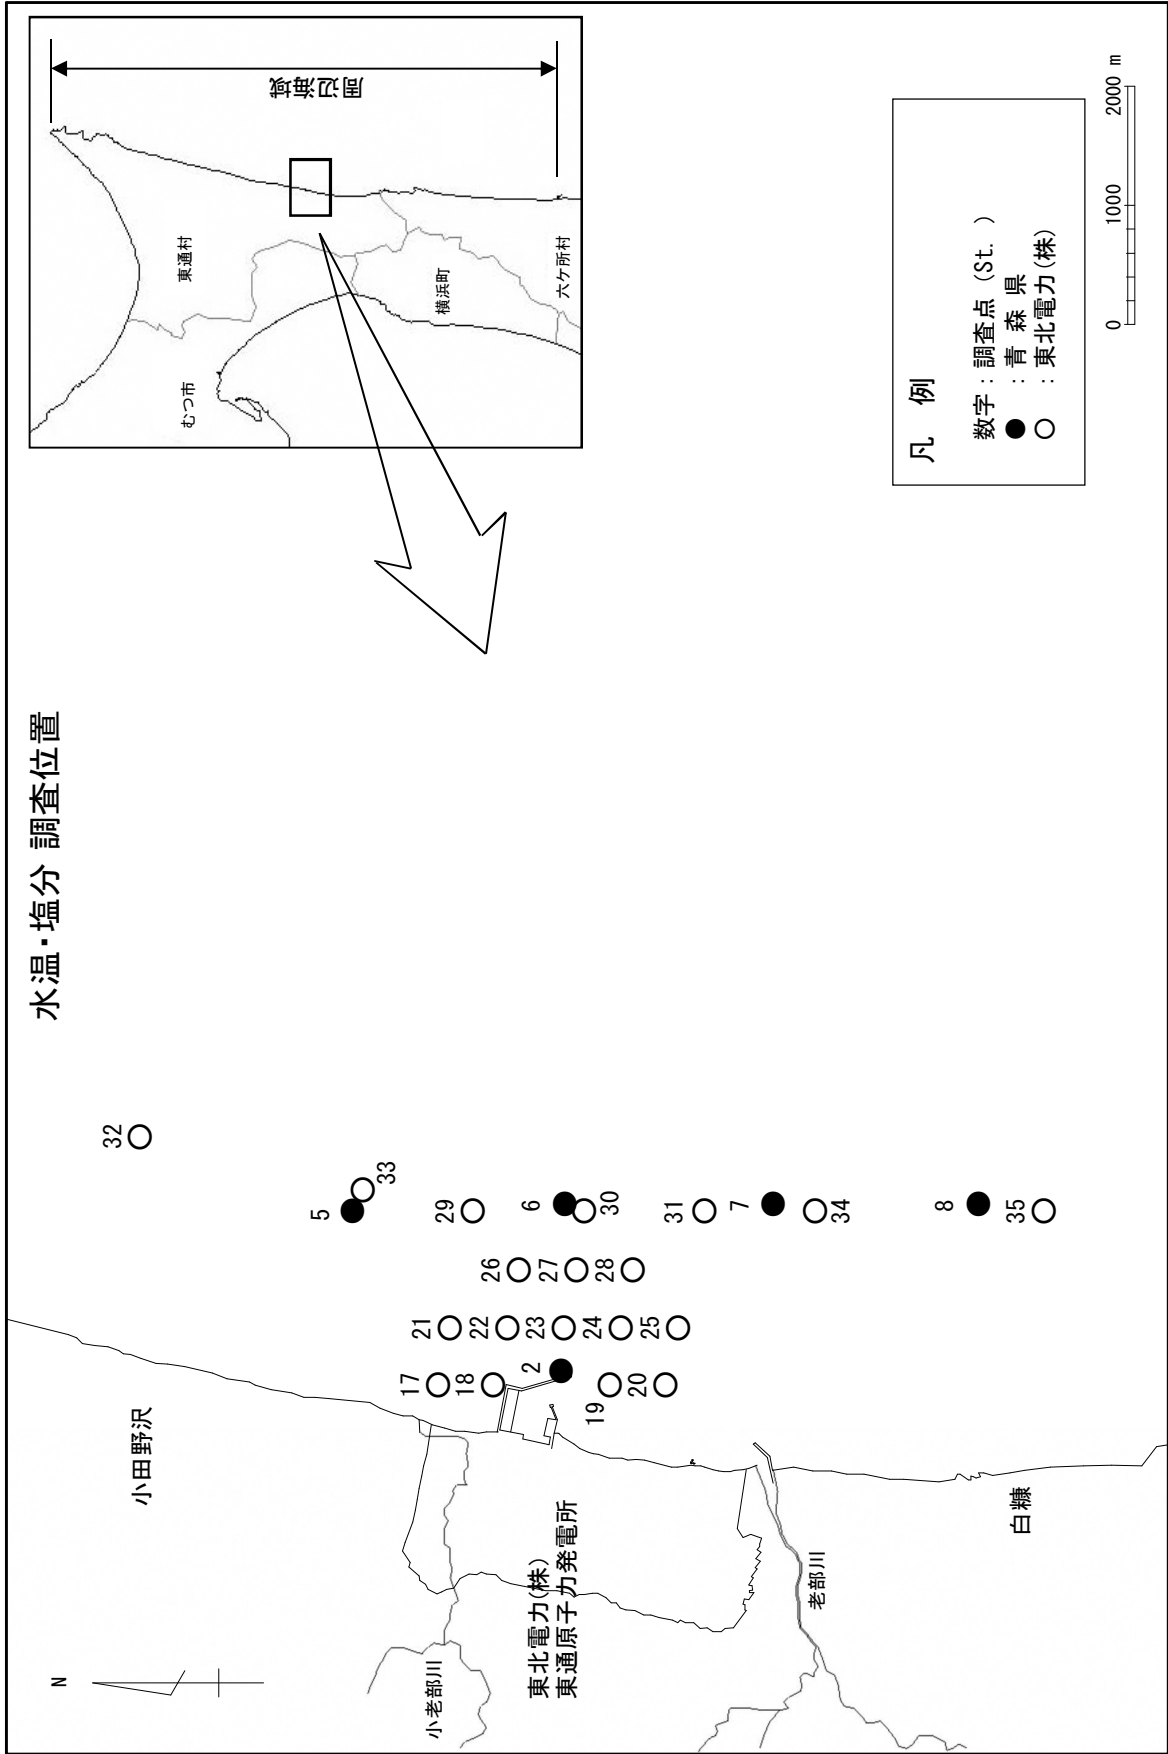 水温・塩分 調査位置
N
小田野沢
小老部川
東北電力(株)
東通原子力発電所
老部川
白糠
32
5
33
29
6
30
31
7
34
8
35
26
27
28
21
22
23
24
25
17
18
2
19
20
周辺海域
むつ市
東通村
横浜町
六ケ所村
凡 例
数字：調査点 (St. )
● ：青 森 県
○ ：東北電力(株)
0 1000 2000 m